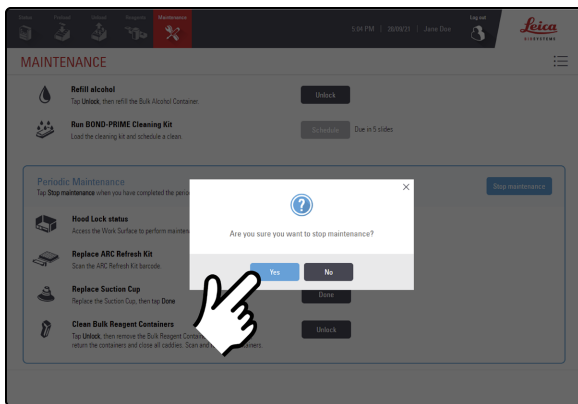 Status
Protocol
Reagents
Maintenance
5:54 PM | 28/09/21 | Jane Doe
Log out
Leica
BIOSYSTEMS
MAINTENANCE
Refill alcohol
Tap Unlock, then refill the Bulk Alcohol Container.
Unlock
Run BOND-PRIME Cleaning Kit
Load the cleaning kit and schedule a clean.
Schedule
Due in 5 slides
Periodic Maintenance
Tap Stop maintenance when you have completed the
Stop maintenance
Hood Lock status
Access the Work Surface to perform
Replace ARC Refresh Kit
Scan the ARC Refresh Kit barcode.
Replace Suction Cup
Replace the Suction Cup, then tap Done
Done
Clean Bulk Reagent Containers
Tap Unlock, then remove the Bulk Reagent
Unlock
return the containers and close all caddies. Scan
Are you sure you want to stop maintenance?
Yes
No